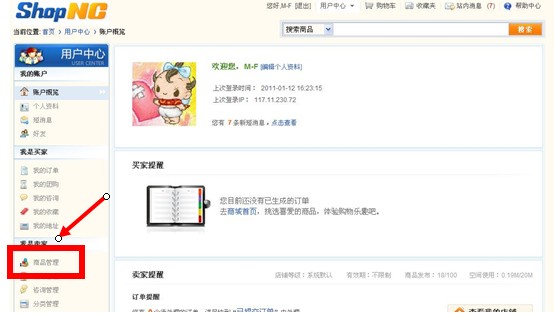 ShopNC
您好,M-F [退出] 用户中心 购物车 收藏夹 站内消息 (7) 帮助中心
当前位置: 首页 › 用户中心 › 账户概览
搜索商品 搜索
用户中心
USER CENTER
我的账户
账户概览
个人资料
短消息
好友
我是买家
我的订单
我的团购
我的咨询
我的收藏
我的地址
我是卖家
商品管理
咨询管理
分类管理
欢迎您, M-F [编辑个人资料]
上次登录时间： 2011-01-12 16:23:15
上次登录IP： 117.11.230.72
您有 7 条新短消息，点击查看
买家提醒
您目前还没有已生成的订单
去商城首页，挑选喜爱的商品，体验购物乐趣吧。
卖家提醒 店铺等级：系统默认 有效期：不限制 商品发布：18/100 空间使用：0.19M/20M
订单提醒
查看我的店铺